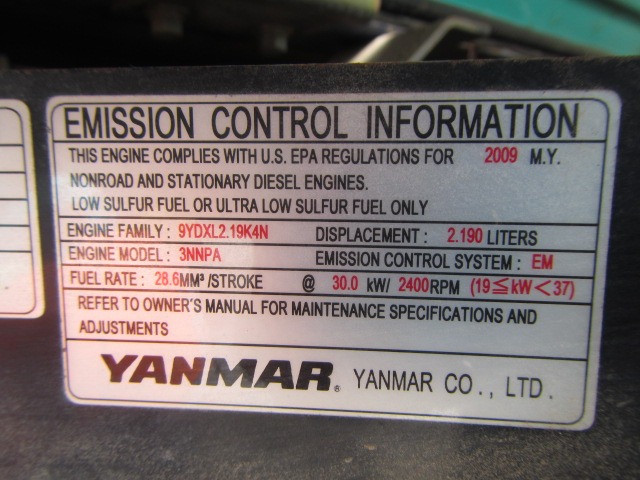 EMISSION CONTROL INFORMATION
THIS ENGINE COMPLIES WITH U.S. EPA REGULATIONS FOR 2009 M.Y.
NONROAD AND STATIONARY DIESEL ENGINES.
LOW SULFUR FUEL OR ULTRA LOW SULFUR FUEL ONLY
ENGINE FAMILY : 9YDXL2.19K4N DISPLACEMENT : 2.190 LITERS
ENGINE MODEL : 3NNPA EMISSION CONTROL SYSTEM : EM
FUEL RATE : 28.6MM³ /STROKE @ 30.0 kW/ 2400RPM (19≦kW<37)
REFER TO OWNER'S MANUAL FOR MAINTENANCE SPECIFICATIONS AND
ADJUSTMENTS
YANMAR® YANMAR CO., LTD.